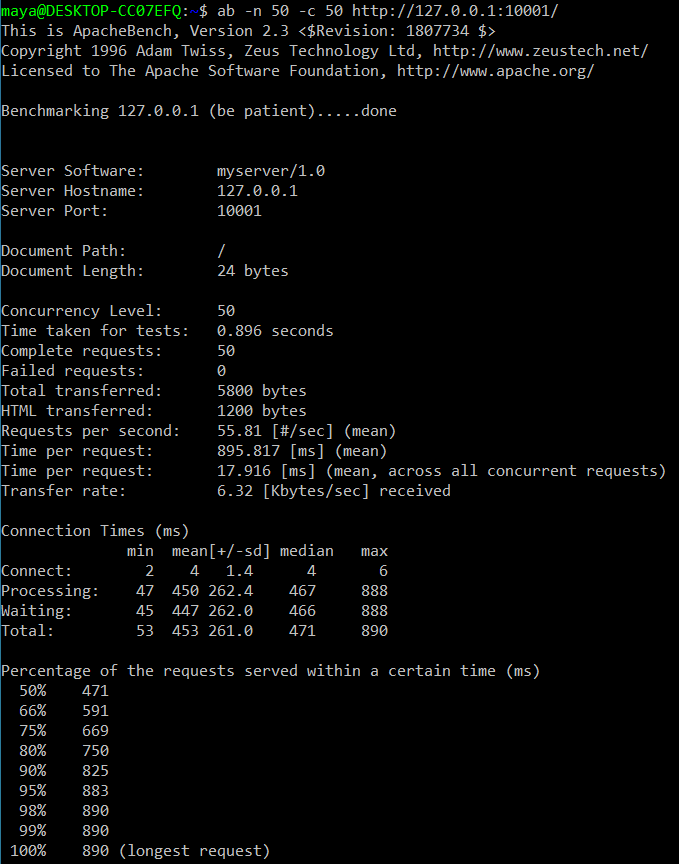 maya@DESKTOP-CC07EFQ:~$ ab -n 50 -c 50 http://127.0.0.1:10001/
This is ApacheBench, Version 2.3 <$Revision: 1807734 $>
Copyright 1996 Adam Twiss, Zeus Technology Ltd, http://www.zeustech.net/
Licensed to The Apache Software Foundation, http://www.apache.org/

Benchmarking 127.0.0.1 (be patient).....done


Server Software:        myserver/1.0
Server Hostname:        127.0.0.1
Server Port:            10001

Document Path:          /
Document Length:        24 bytes

Concurrency Level:      50
Time taken for tests:   0.896 seconds
Complete requests:      50
Failed requests:        0
Total transferred:      5800 bytes
HTML transferred:       1200 bytes
Requests per second:    55.81 [#/sec] (mean)
Time per request:       895.817 [ms] (mean)
Time per request:       17.916 [ms] (mean, across all concurrent requests)
Transfer rate:          6.32 [Kbytes/sec] received

Connection Times (ms)
              min  mean[+/-sd] median   max
Connect:        2    4   1.4      4       6
Processing:    47  450 262.4    467     888
Waiting:       45  447 262.0    466     888
Total:         53  453 261.0    471     890

Percentage of the requests served within a certain time (ms)
  50%    471
  66%    591
  75%    669
  80%    750
  90%    825
  95%    883
  98%    890
  99%    890
 100%    890 (longest request)